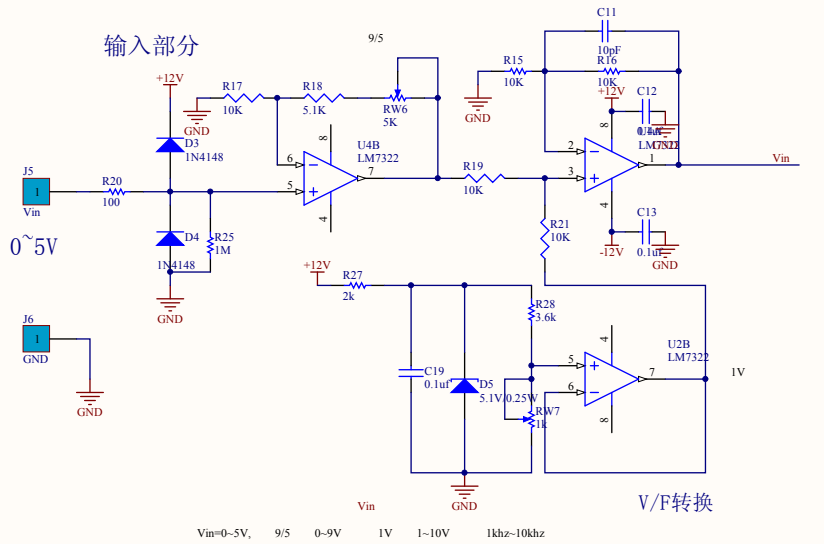 输入部分
9/5
C11
10pF
R15
10K
R16
10K
GND
+12V
R17
10K
R18
5.1K
RW6
5K
GND
+12V
C12
GND
8
D3
1N4148
8
U4B
LM7322
2
3
1
Vin
6
5
7
4
J5
1
Vin
R20
100
R19
10K
4
0~5V
D4
1N4148
R25
1M
R21
10K
C13
0.1uf
-12V
GND
GND
+12V
R27
2k
R28
3.6k
J6
1
GND
GND
C19
0.1uf
D5
5.1V/0.25W
RW7
1k
4
5
6
7
8
U2B
LM7322
1V
GND
V/F转换
Vin
Vin=0~5V, 9/5 0~9V 1V 1~10V 1khz~10khz